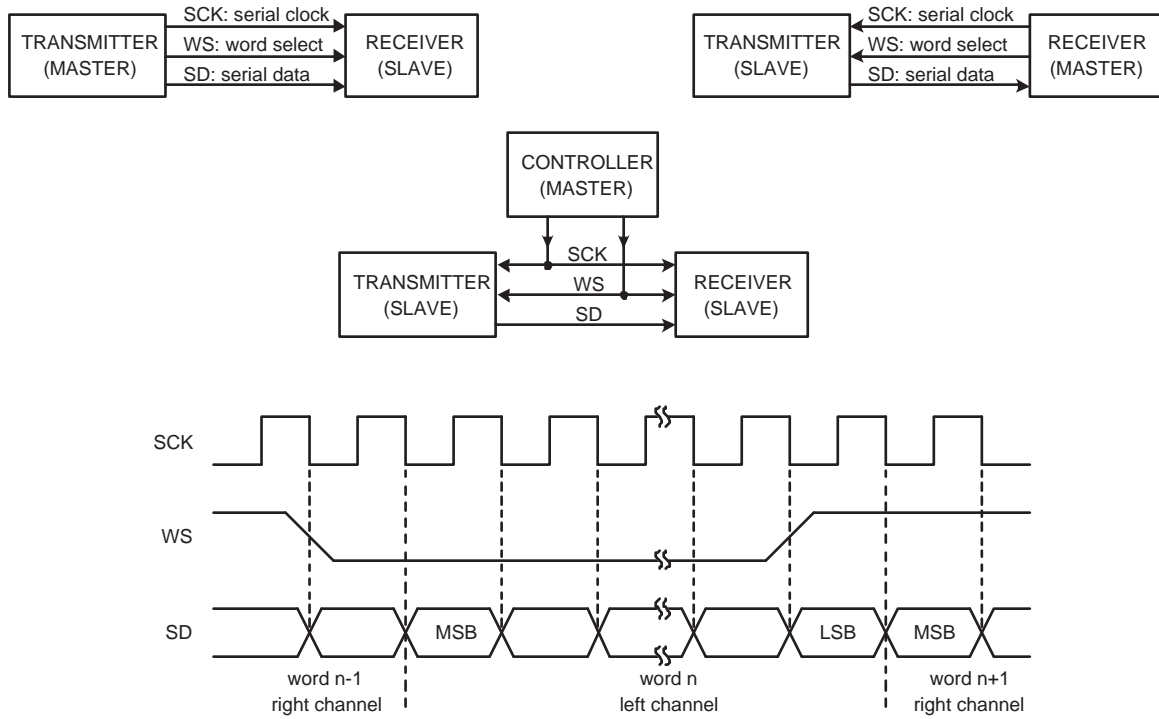 TRANSMITTER
(MASTER)
SCK: serial clock
WS: word select
SD: serial data
RECEIVER
(SLAVE)
TRANSMITTER
(SLAVE)
SCK: serial clock
WS: word select
SD: serial data
RECEIVER
(MASTER)
CONTROLLER
(MASTER)
TRANSMITTER
(SLAVE)
SCK
WS
SD
RECEIVER
(SLAVE)
SCK
WS
SD
MSB
LSB
MSB
word n-1
right channel
word n
left channel
word n+1
right channel